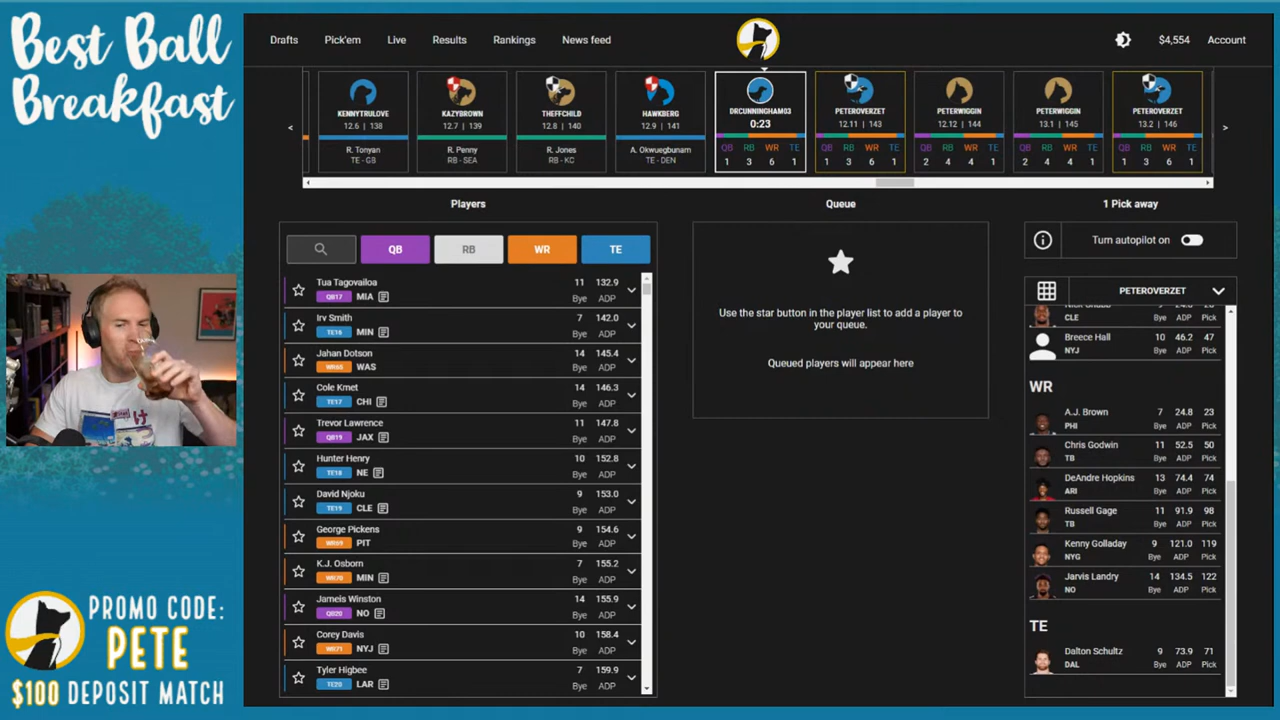 Best Ball
Breakfast
Drafts Pick'em Live Results Rankings News feed $4,554 Account
KENNYTRULOVE KAZYBROWN THEFFCHILD HAWKBERG DRCUNNINGHAM03 PETEROVERZET PETERWIGGIN PETERWIGGIN PETEROVERZET
12.6 | 138 12.7 | 139 12.8 | 140 12.9 | 141 0:23 12.11 | 143 12.12 | 144 13.1 | 145 13.2 | 146
< >
R. Tonyan R. Penny R. Jones A. Okwuegbunam QB RB WR TE QB RB WR TE QB RB WR TE QB RB WR TE QB RB WR TE
TE - GB RB - SEA RB - KC TE - DEN 1 3 6 1 1 3 6 1 2 4 4 1 2 4 4 1 1 3 6 1
Players Queue 1 Pick away
QB RB WR TE
Turn autopilot on
PETEROVERZET
Tua Tagovailoa 11 132.9
QB17 MIA Bye ADP
Irv Smith 7 142.0
TE16 MIN Bye ADP
Jahan Dotson 14 145.4
WR65 WAS Bye ADP
Cole Kmet 14 146.3
TE17 CHI Bye ADP
Trevor Lawrence 11 147.8
QB19 JAX Bye ADP
Hunter Henry 10 152.8
TE18 NE Bye ADP
David Njoku 9 153.0
TE19 CLE Bye ADP
George Pickens 9 154.6
WR69 PIT Bye ADP
K.J. Osborn 7 155.2
WR70 MIN Bye ADP
Jameis Winston 14 155.9
QB20 NO Bye ADP
Corey Davis 10 158.4
WR71 NYJ Bye ADP
Tyler Higbee 7 159.9
TE20 LAR Bye ADP
Use the star button in the player list to add a player to
your queue.
Queued players will appear here
CLE Bye ADP Pick
Breece Hall 10 46.2 47
NYJ Bye ADP Pick
WR
A.J. Brown 7 24.8 23
PHI Bye ADP Pick
Chris Godwin 11 52.5 50
TB Bye ADP Pick
DeAndre Hopkins 13 74.4 74
ARI Bye ADP Pick
Russell Gage 11 91.9 98
TB Bye ADP Pick
Kenny Golladay 9 121.0 119
NYG Bye ADP Pick
Jarvis Landry 14 134.5 122
NO Bye ADP Pick
TE
Dalton Schultz 9 73.9 71
DAL Bye ADP Pick
PROMO CODE:
PETE
$100 DEPOSIT MATCH